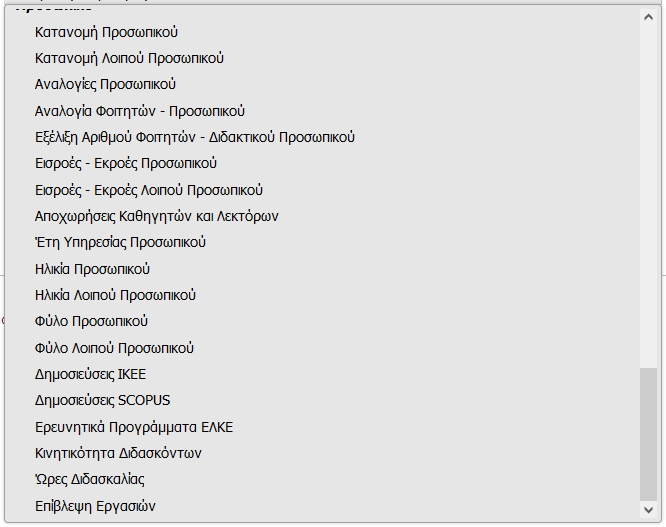 Κατανομή Προσωπικού
Κατανομή Λοιπού Προσωπικού
Αναλογίες Προσωπικού
Αναλογία Φοιτητών - Προσωπικού
Εξέλιξη Αριθμού Φοιτητών - Διδακτικού Προσωπικού
Εισροές - Εκροές Προσωπικού
Εισροές - Εκροές Λοιπού Προσωπικού
Αποχωρήσεις Καθηγητών και Λεκτόρων
Έτη Υπηρεσίας Προσωπικού
Ηλικία Προσωπικού
Ηλικία Λοιπού Προσωπικού
Φύλο Προσωπικού
Φύλο Λοιπού Προσωπικού
Δημοσιεύσεις ΙΚΕΕ
Δημοσιεύσεις SCOPUS
Ερευνητικά Προγράμματα ΕΛΚΕ
Κινητικότητα Διδασκόντων
Ώρες Διδασκαλίας
Επίβλεψη Εργασιών